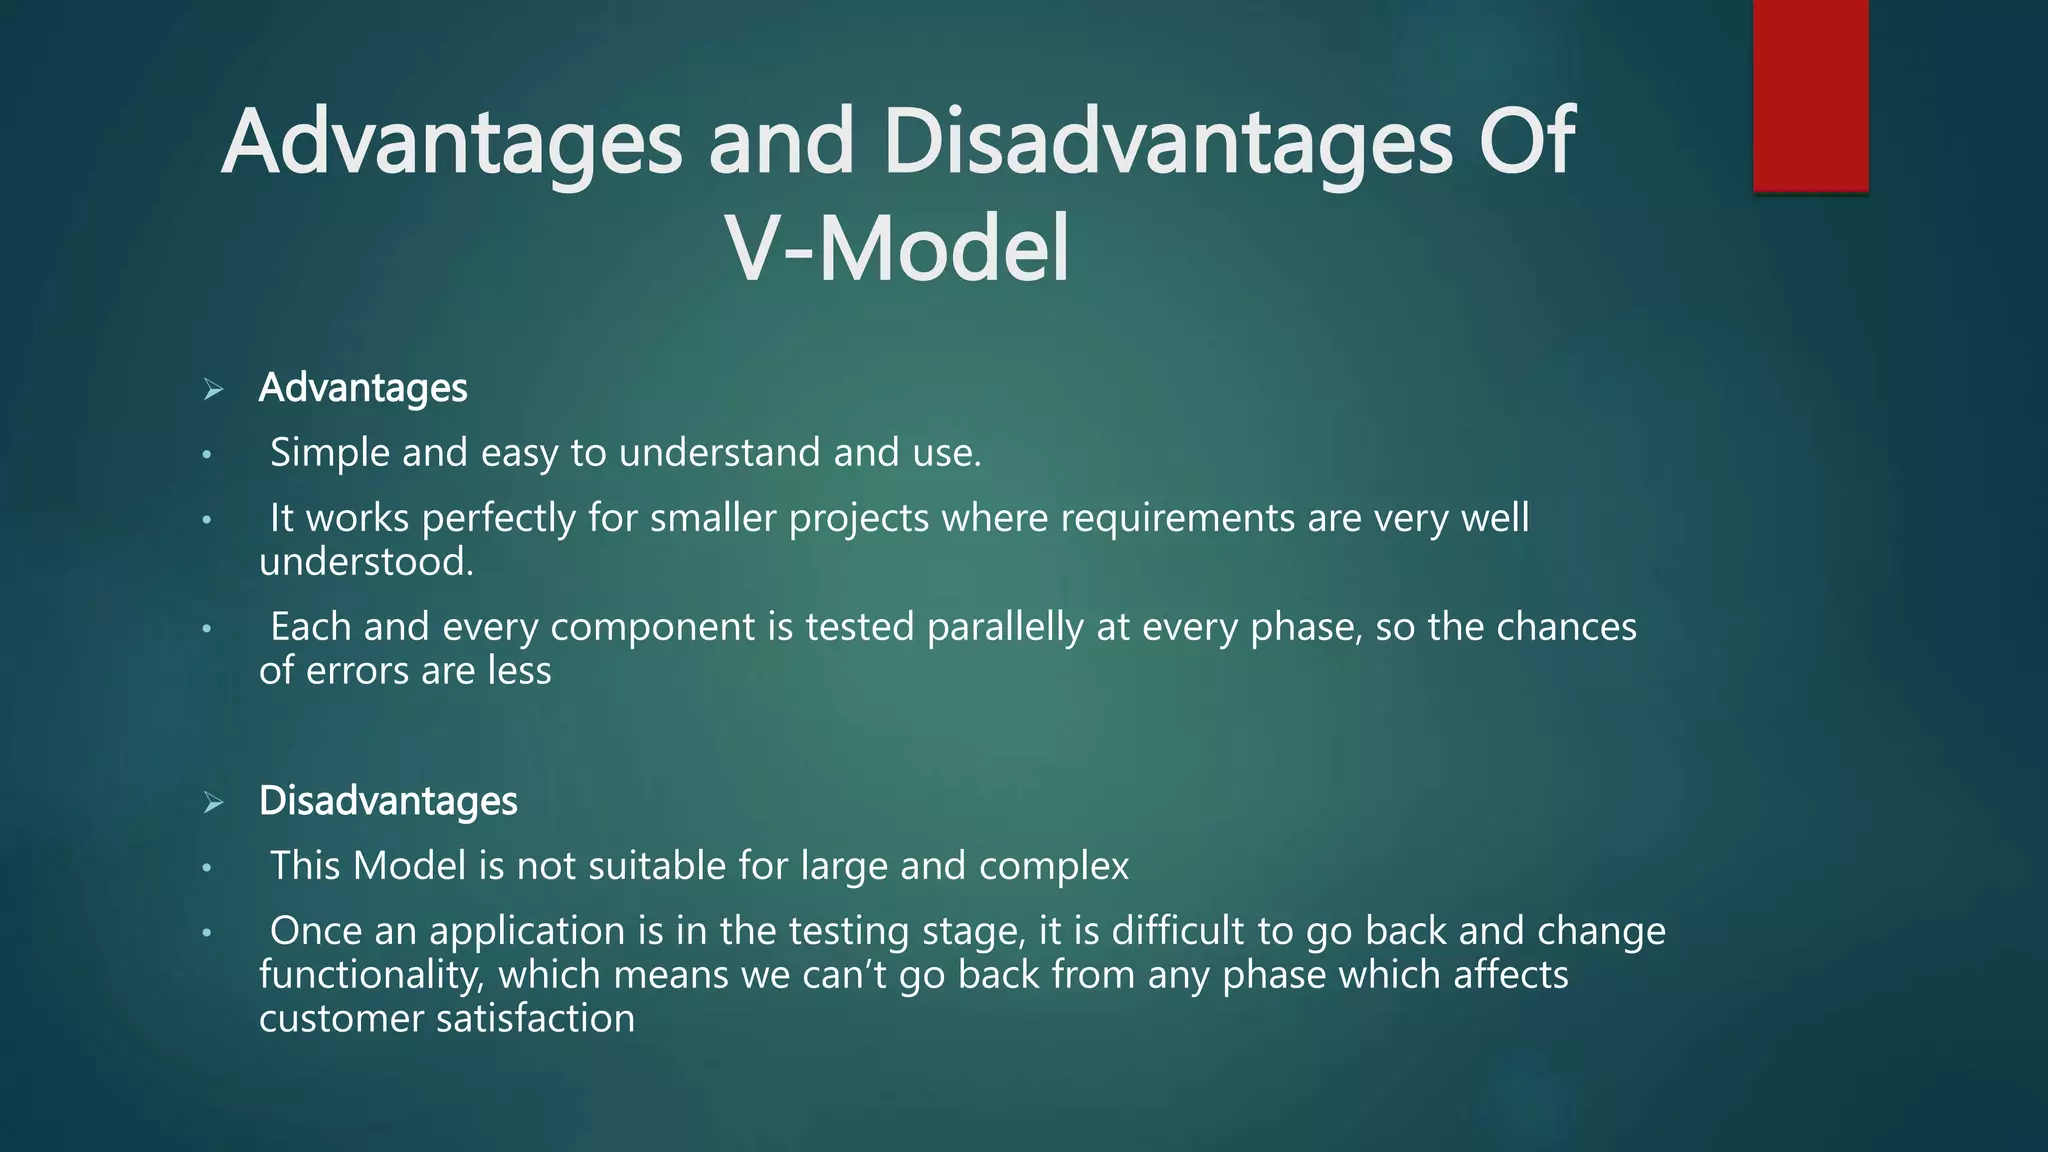 Advantages and Disadvantages Of
V-Model
➢ Advantages
• Simple and easy to understand and use.
• It works perfectly for smaller projects where requirements are very well
understood.
• Each and every component is tested parallelly at every phase, so the chances
of errors are less
➢ Disadvantages
• This Model is not suitable for large and complex
• Once an application is in the testing stage, it is difficult to go back and change
functionality, which means we can’t go back from any phase which affects
customer satisfaction